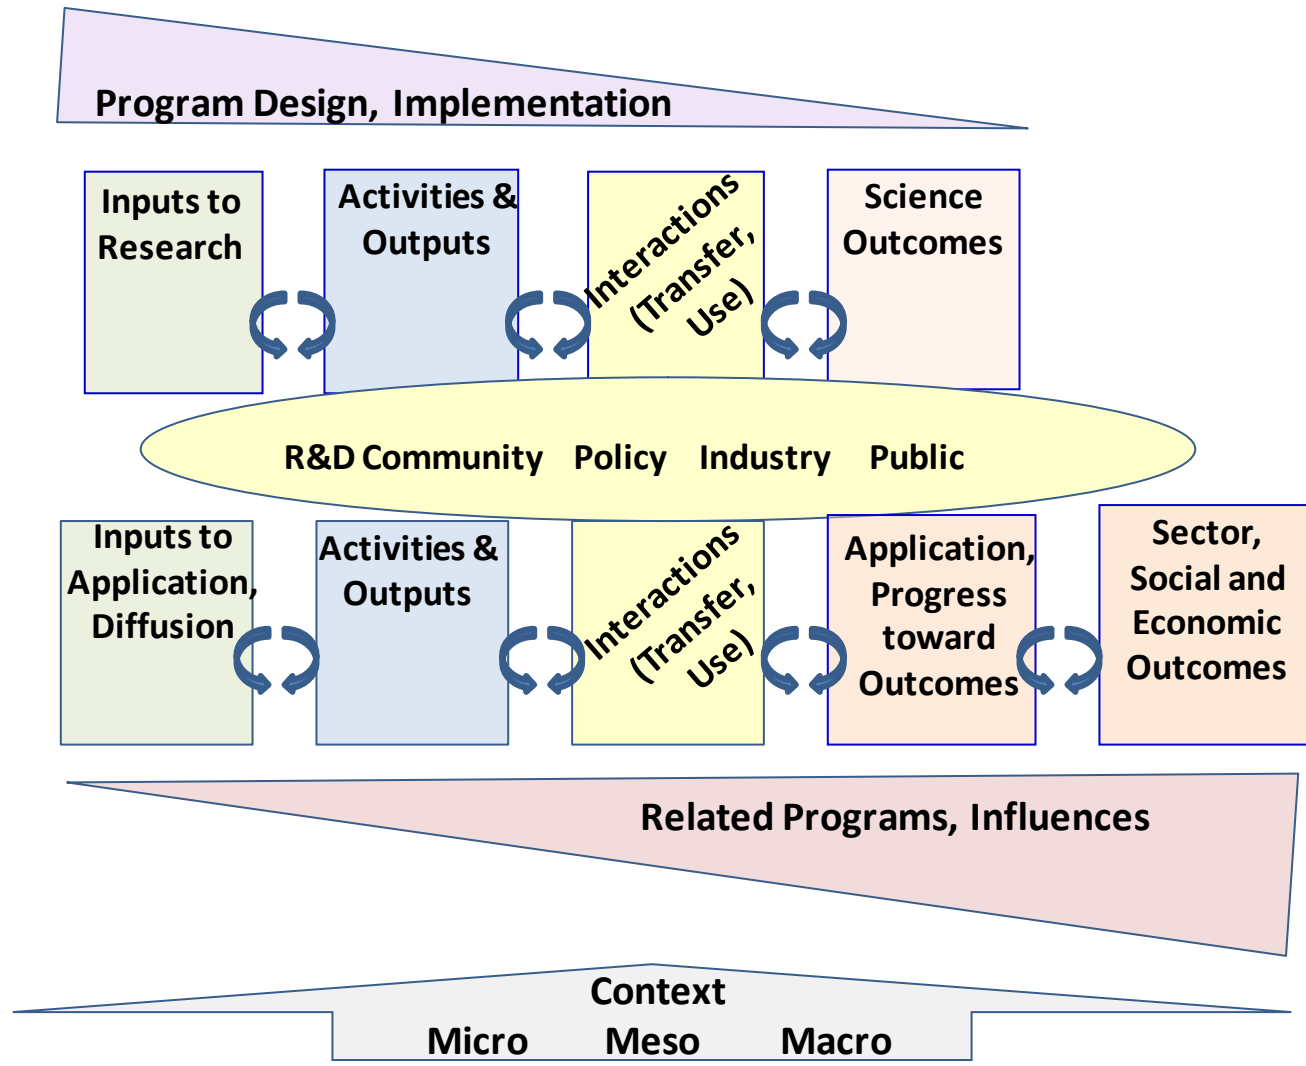 Program Design, Implementation
Inputs to
Research
Activities &
Outputs
Interactions
(Transfer,
Use)
Science
Outcomes
R&D Community Policy Industry Public
Inputs to
Application,
Diffusion
Activities &
Outputs
Interactions
(Transfer,
Use)
Application,
Progress
toward
Outcomes
Sector,
Social and
Economic
Outcomes
Related Programs, Influences
Context
Micro Meso Macro